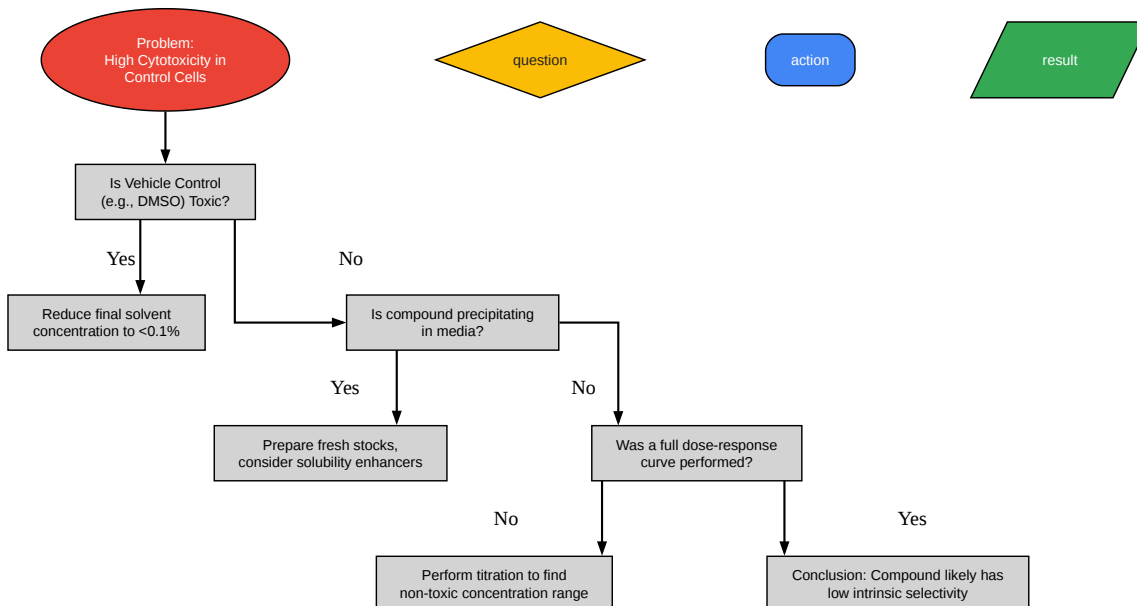 Problem:
High Cytotoxicity in
Control Cells
question
action
result
Is Vehicle Control
(e.g., DMSO) Toxic?
Yes
No
Reduce final solvent
concentration to <0.1%
Is compound precipitating
in media?
Yes
No
Prepare fresh stocks,
consider solubility enhancers
Was a full dose-response
curve performed?
No
Yes
Perform titration to find
non-toxic concentration range
Conclusion: Compound likely has
low intrinsic selectivity